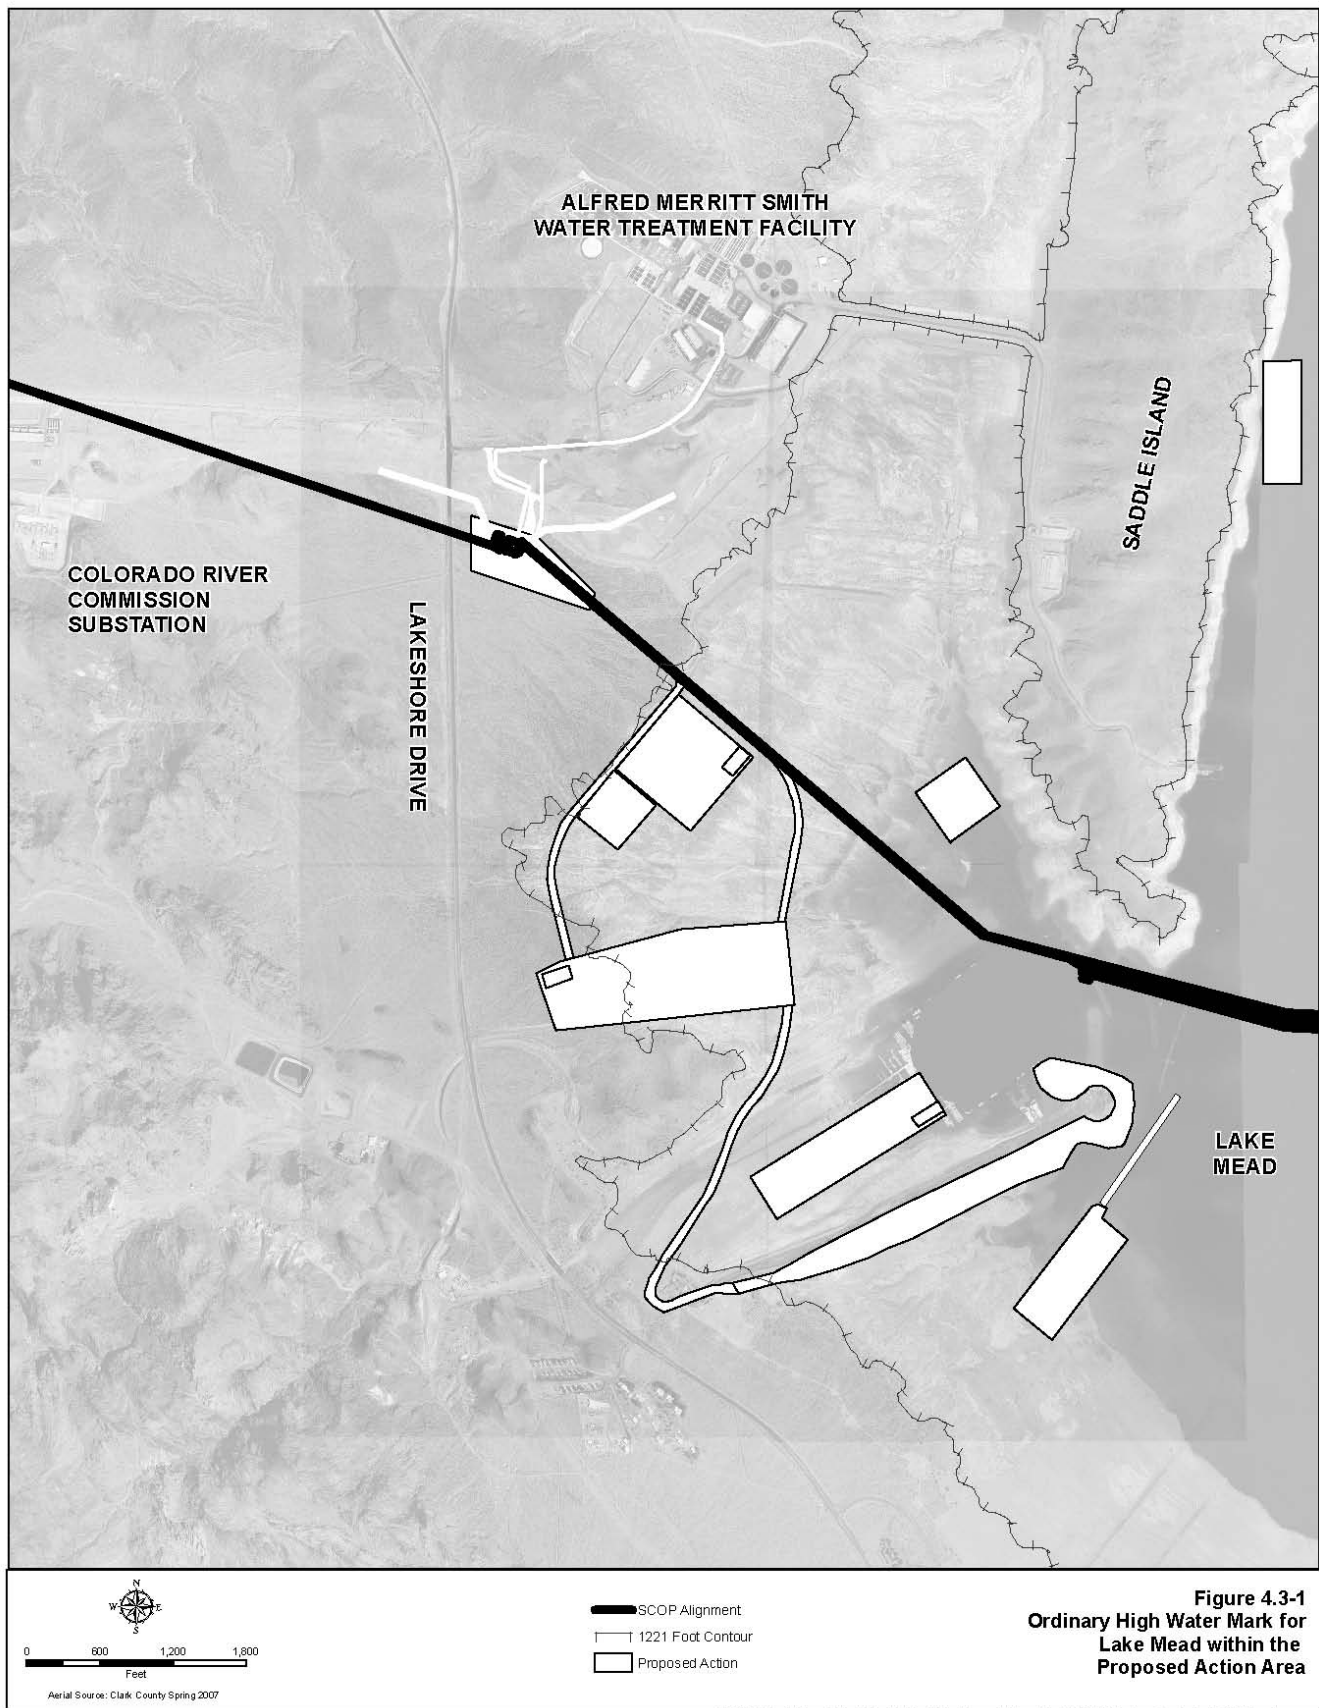 ALFRED MERRITT SMITH
WATER TREATMENT FACILITY
SADDLE ISLAND
COLORADO RIVER
COMMISSION
SUBSTATION
LAKESHORE DRIVE
LAKE
MEAD
N
W E
S
0 600 1,200 1,800
Feet
Aerial Source: Clark County Spring 2007
SCOP Alignment
1221 Foot Contour
Proposed Action
Figure 4.3-1
Ordinary High Water Mark for
Lake Mead within the
Proposed Action Area